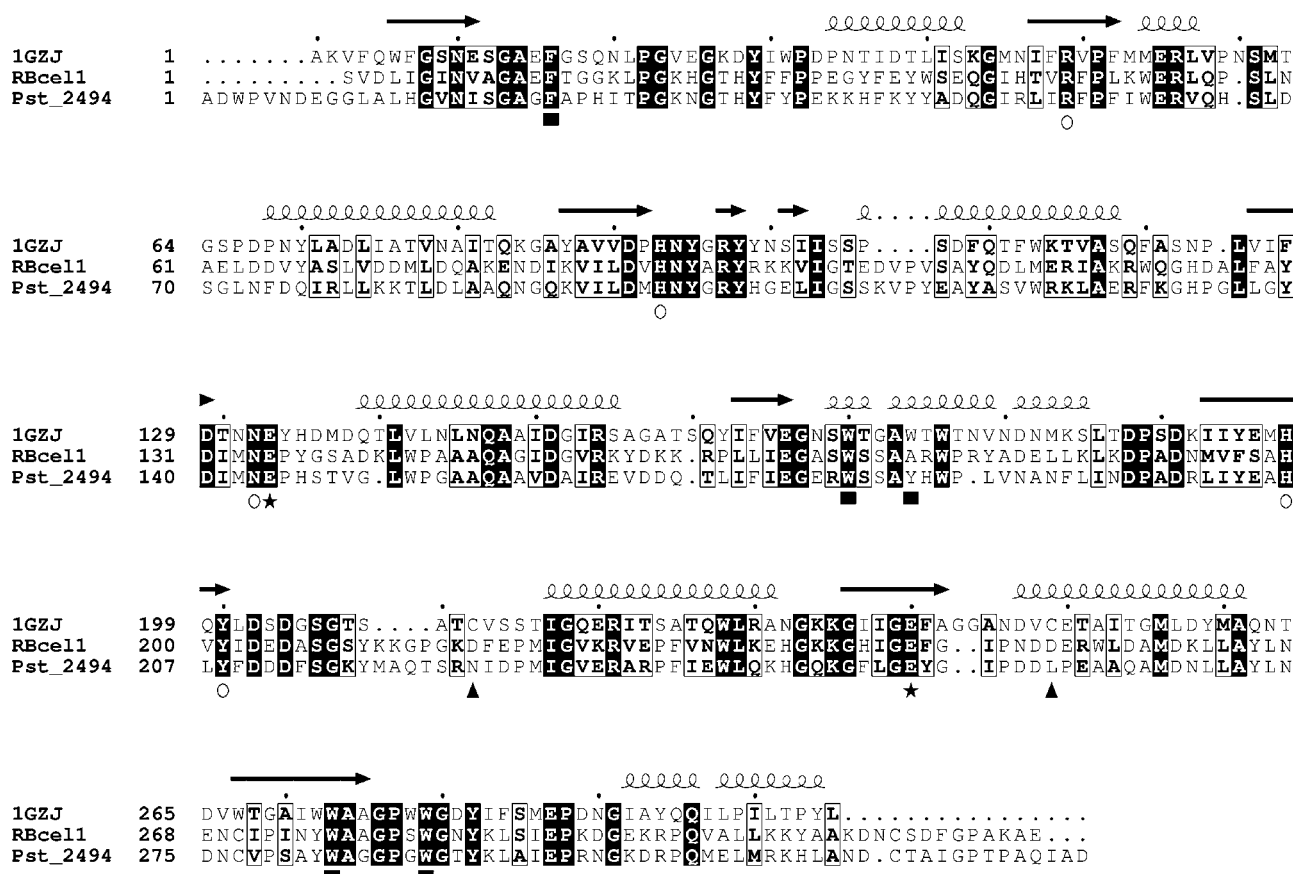 1GZJ 1 .......AKVFQWFGSNESGAEFGSQNLPGVEGKDYIWPDPNTIDTLISKGMNIFRVPFMMERLVPNSMT
RBcel1 1 .........SVDLIGINVAGAEFTGGKLPGKHGTHYFFPPEGYFEYWSEQGIHTVRFPLKWERLQP.SLN
Pst_2494 1 ADWPVNDEGGLALHGVNISGAGFAPHITPGKNGTHYFYPEKKHFKYYADQGIRLIRFPFIWERVQH.SLD
1GZJ 64 GSPDPNYLADLIATVNAITQKGAYAVVDPHNYGRYYNSIISSP....SDFQTFWKTVASQFASNP.LVIF
RBcel1 61 AELDDVYASLVDDMLDQAKENDIKVILDVHNYARYRKKVIGTEDVPVSAYQDLMERIAKRWQGHDALFAY
Pst_2494 70 SGLNFDQIRLLKKTLDLAAQNGQKVILDMHNYGRYHGELIGSSKVPYEAYASVWRKLAERFKGHPGLLGY
1GZJ 129 DTNNEYHDMDQTLVLNLNQAAIDGIRSAGATSQYIFVEGNSWTGAWTWTNVNDNMKSLTDPSDKIIYEMH
RBcel1 131 DIMNEPYGSADKLWPAAAQAGIDGVRKYDKK.RPLLIEGASWSSAARWPRYADELLKLKDPADNMVFSAH
Pst_2494 140 DIMNEPHSTVG.LWPGAAQAAVDAIREVDDQ.TLIFIEGERWSSAYHWP.LVNANFLINDPADRLIYEAH
1GZJ 199 QYLDSDGSGTS....ATCVSSTIGQERITSATQWLRANGKKGIIGEFAGGANDVCETAITGMLDYMAQNT
RBcel1 200 VYIDEDASGSYKKGPGKDFEPMIGVKRVEPFVNWLKEHGKKGHIGEFG..IPNDDERWLDAMDKLLAYLN
Pst_2494 207 LYFDDDFSGKYMAQTSRNIDPMIGVERARPFIEWLQKHGQKGFLGEYG..IPDDLPEAAQAMDNLLAYLN
1GZJ 265 DVWTGAIWWAAGPWWGDYIFSMEPDNGIAYQQILPILTPYL................
RBcel1 268 ENCIPINYWAAGPSWGNYKLSIEPKDGEKRPQVALLKKYAAKDNCSDFGPAKAE...
Pst_2494 275 DNCVPSAYWAGGPGWGTYKLAIEPRNGKDRPQMELMRKHLAND.CTAIGPTPAQIAD